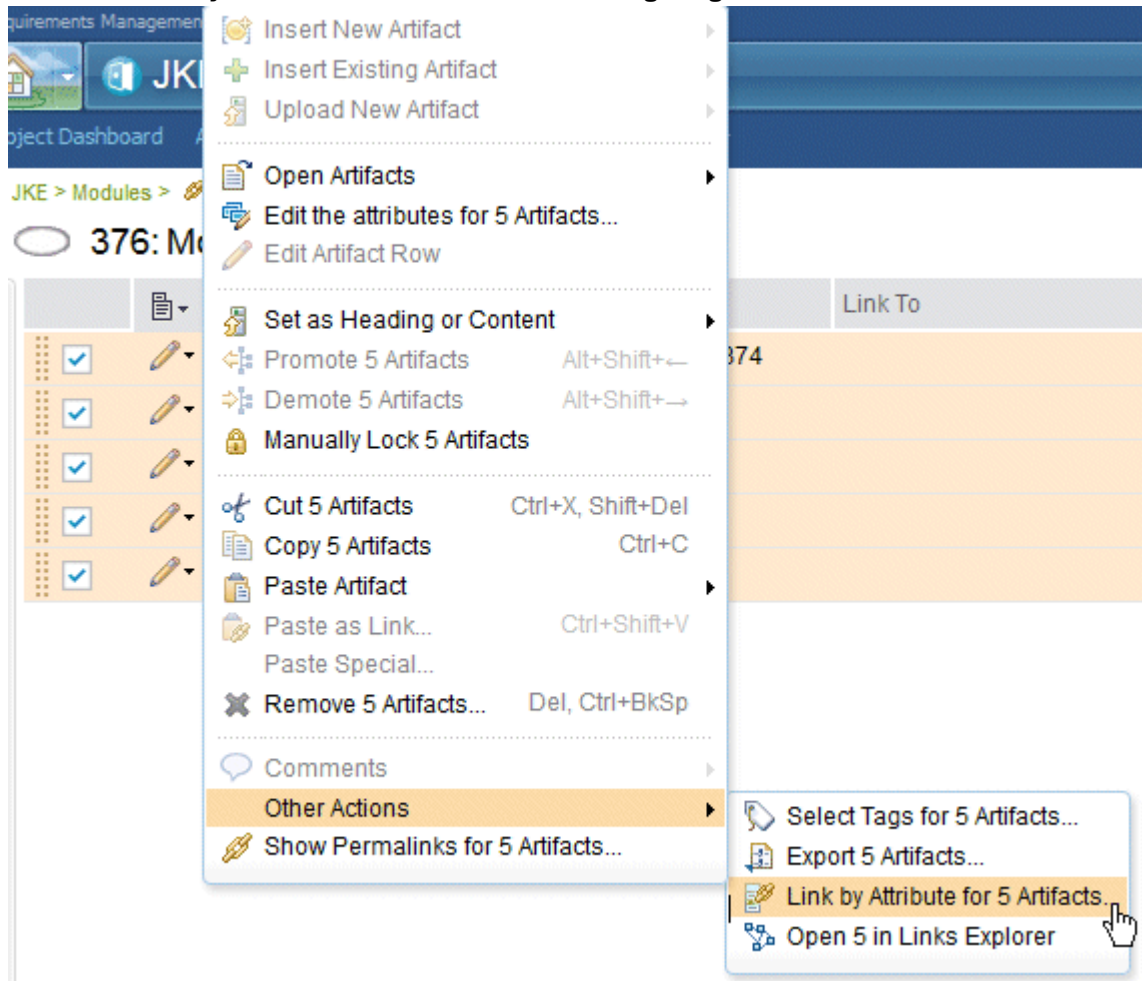 Insert New Artifact
Insert Existing Artifact
JKE
Upload New Artifact
Project Dashboard
Open Artifacts
JKE > Modules >
Edit the attributes for 5 Artifacts...
376: Mo
Edit Artifact Row
Set as Heading or Content
Link To
Promote 5 Artifacts Alt+Shift+←
374
Demote 5 Artifacts Alt+Shift+→
Manually Lock 5 Artifacts
Cut 5 Artifacts Ctrl+X, Shift+Del
Copy 5 Artifacts Ctrl+C
Paste Artifact
Paste as Link... Ctrl+Shift+V
Paste Special...
Remove 5 Artifacts... Del, Ctrl+BkSp
Comments
Other Actions
Show Permalinks for 5 Artifacts...
Select Tags for 5 Artifacts...
Export 5 Artifacts...
Link by Attribute for 5 Artifacts...
Open 5 in Links Explorer